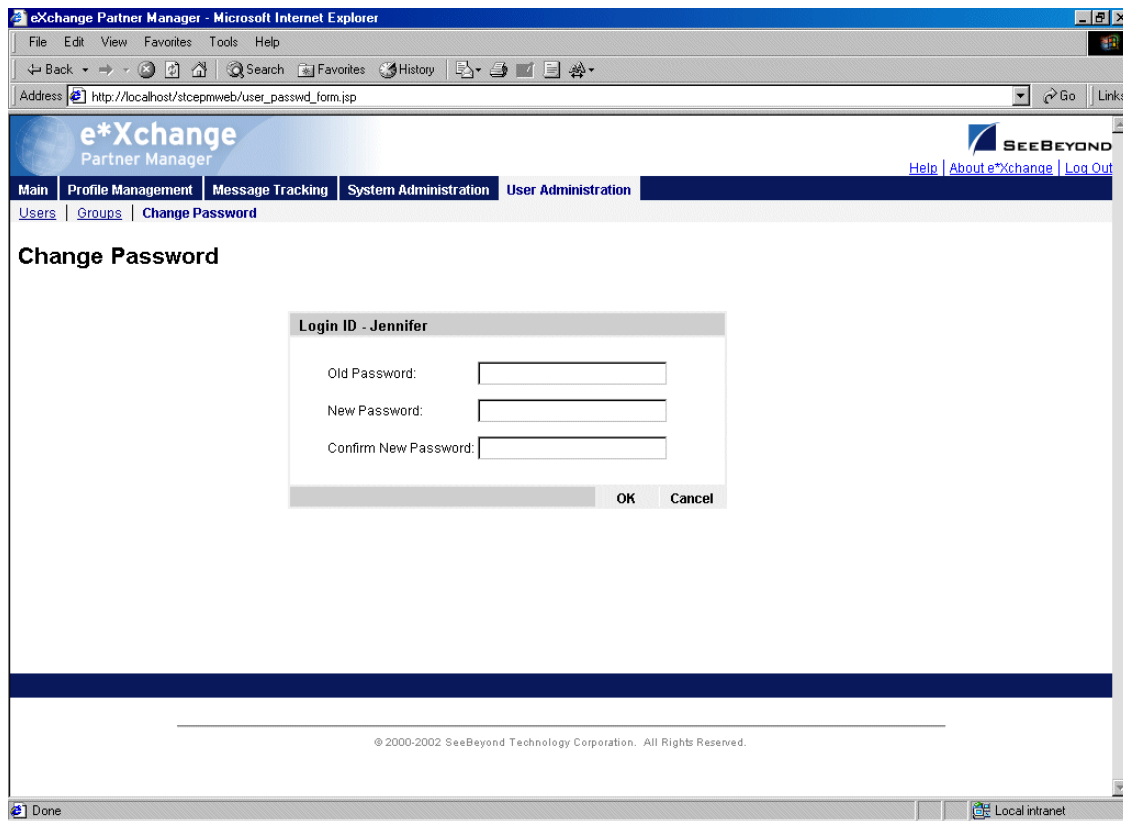 eXchange Partner Manager - Microsoft Internet Explorer
File Edit View Favorites Tools Help
Back Search Favorites History
Address http://localhost/stcepmweb/user_passwd_form.jsp Go Links
e*Xchange
Partner Manager
SEEBEYOND
Help | About e*Xchange | Log Out
Main Profile Management Message Tracking System Administration User Administration
Users | Groups | Change Password
Change Password
Login ID - Jennifer
Old Password:
New Password:
Confirm New Password:
OK Cancel
© 2000-2002 SeeBeyond Technology Corporation. All Rights Reserved.
Done Local intranet